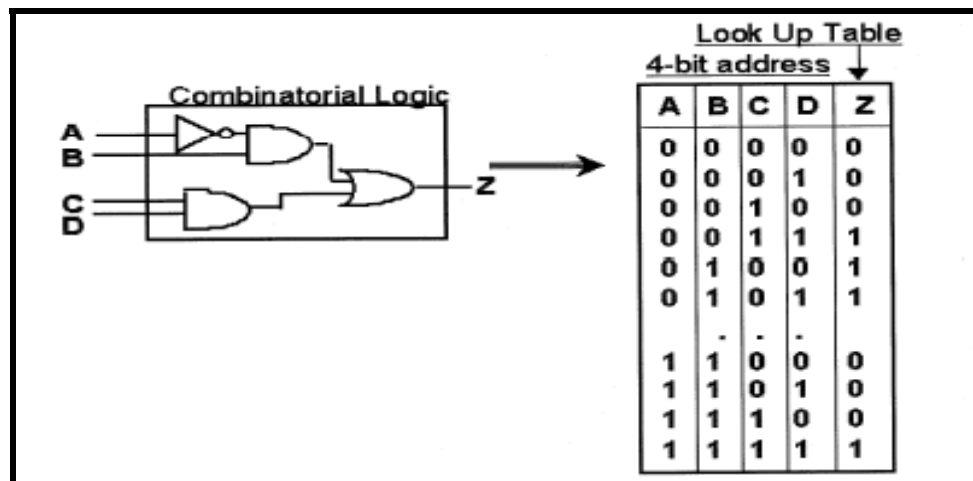 Combinatorial Logic
A
B
C
D
Z
Look Up Table
4-bit address
A B C D Z
0 0 0 0 0
0 0 0 1 0
0 0 1 0 0
0 0 1 1 1
0 1 0 0 1
0 1 0 1 1
. . .
1 1 0 0 0
1 1 0 1 0
1 1 1 0 0
1 1 1 1 1